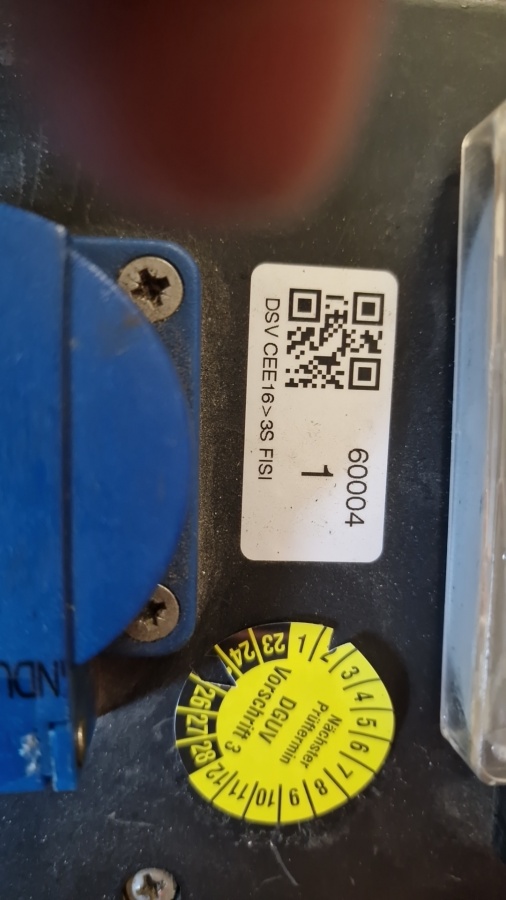 60004
1
DSV CEE16>3S FISI
Nächster
Prüftermin
DGUV
Vorschrift 3
1 2 3 4 5 6 7 8 9 10 11 12
23 24 26 27 28